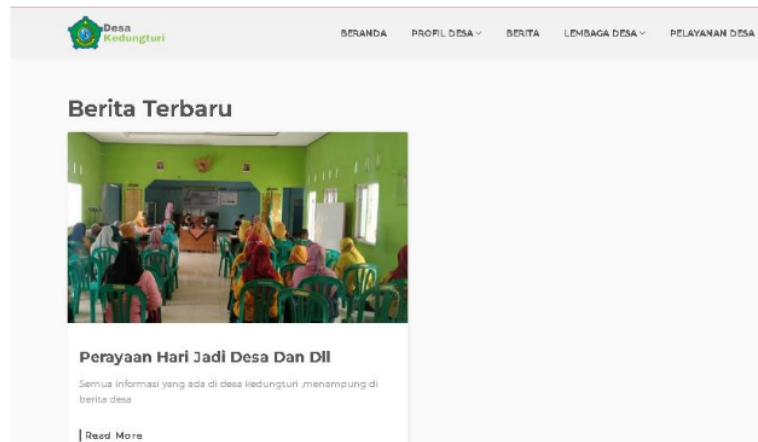 Desa
Kedungturi
BERANDA PROFIL DESA BERITA LEMBAGA DESA PELAYANAN DESA
Berita Terbaru
Perayaan Hari Jadi Desa Dan Dll
Semua informasi yang ada di desa kedungturi ,menampung di
berita desa
Read More